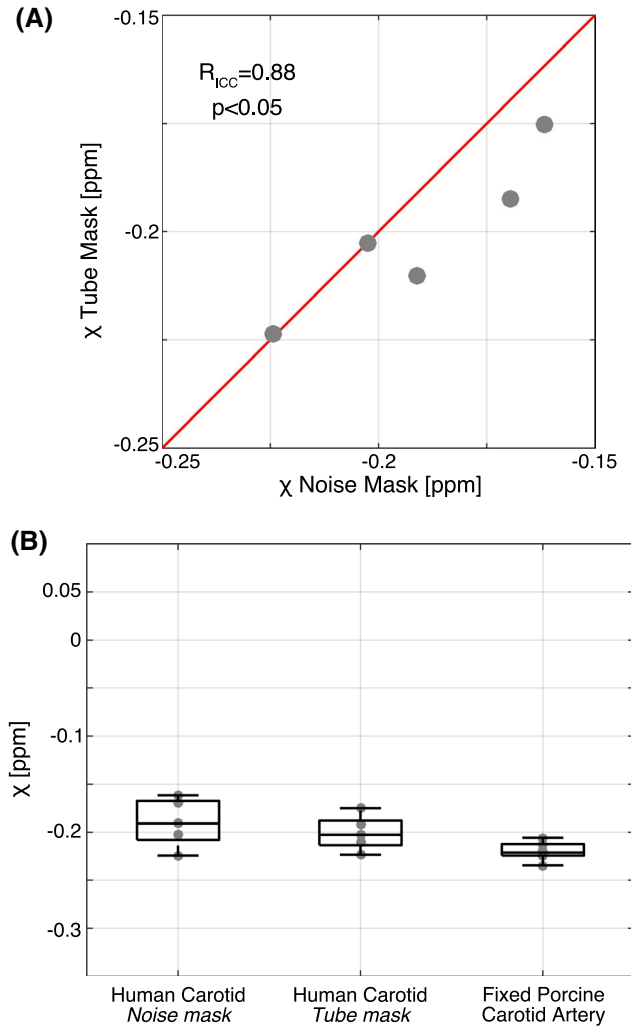 (A)
-0.15
R_ICC=0.88
p<0.05
χ Tube Mask [ppm]
-0.2
-0.25
-0.25
-0.2
-0.15
χ Noise Mask [ppm]
(B)
0.05
0
-0.1
χ [ppm]
-0.2
-0.3
Human Carotid
Noise mask
Human Carotid
Tube mask
Fixed Porcine
Carotid Artery